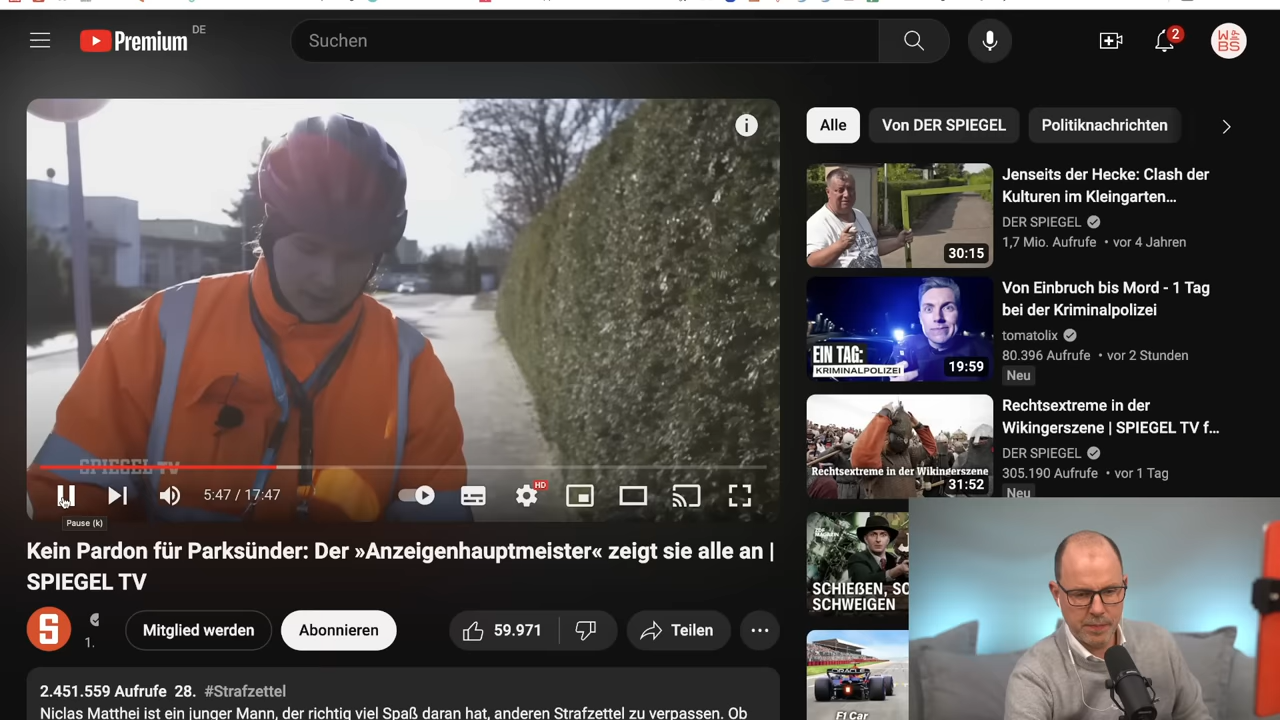 Premium DE
Suchen
2
W BS
Alle
Von DER SPIEGEL
Politiknachrichten
SPIEGEL TV
5:47 / 17:47
HD
Pause (k)
Kein Pardon für Parksünder: Der »Anzeigenhauptmeister« zeigt sie alle an |
SPIEGEL TV
S
1.
Mitglied werden
Abonnieren
59.971
Teilen
2.451.559 Aufrufe 28. #Strafzettel
Niclas Matthei ist ein junger Mann, der richtig viel Spaß daran hat, anderen Strafzettel zu verpassen. Ob
30:15
Jenseits der Hecke: Clash der
Kulturen im Kleingarten...
DER SPIEGEL
1,7 Mio. Aufrufe • vor 4 Jahren
EIN TAG:
KRIMINALPOLIZEI
19:59
Von Einbruch bis Mord - 1 Tag
bei der Kriminalpolizei
tomatolix
80.396 Aufrufe • vor 2 Stunden
Neu
Rechtsextreme in der Wikingerszene
31:52
Rechtsextreme in der
Wikingerszene | SPIEGEL TV f...
DER SPIEGEL
305.190 Aufrufe • vor 1 Tag
Neu
SCHIEẞEN, SC
SCHWEIGEN
ORACLE
F1 Car